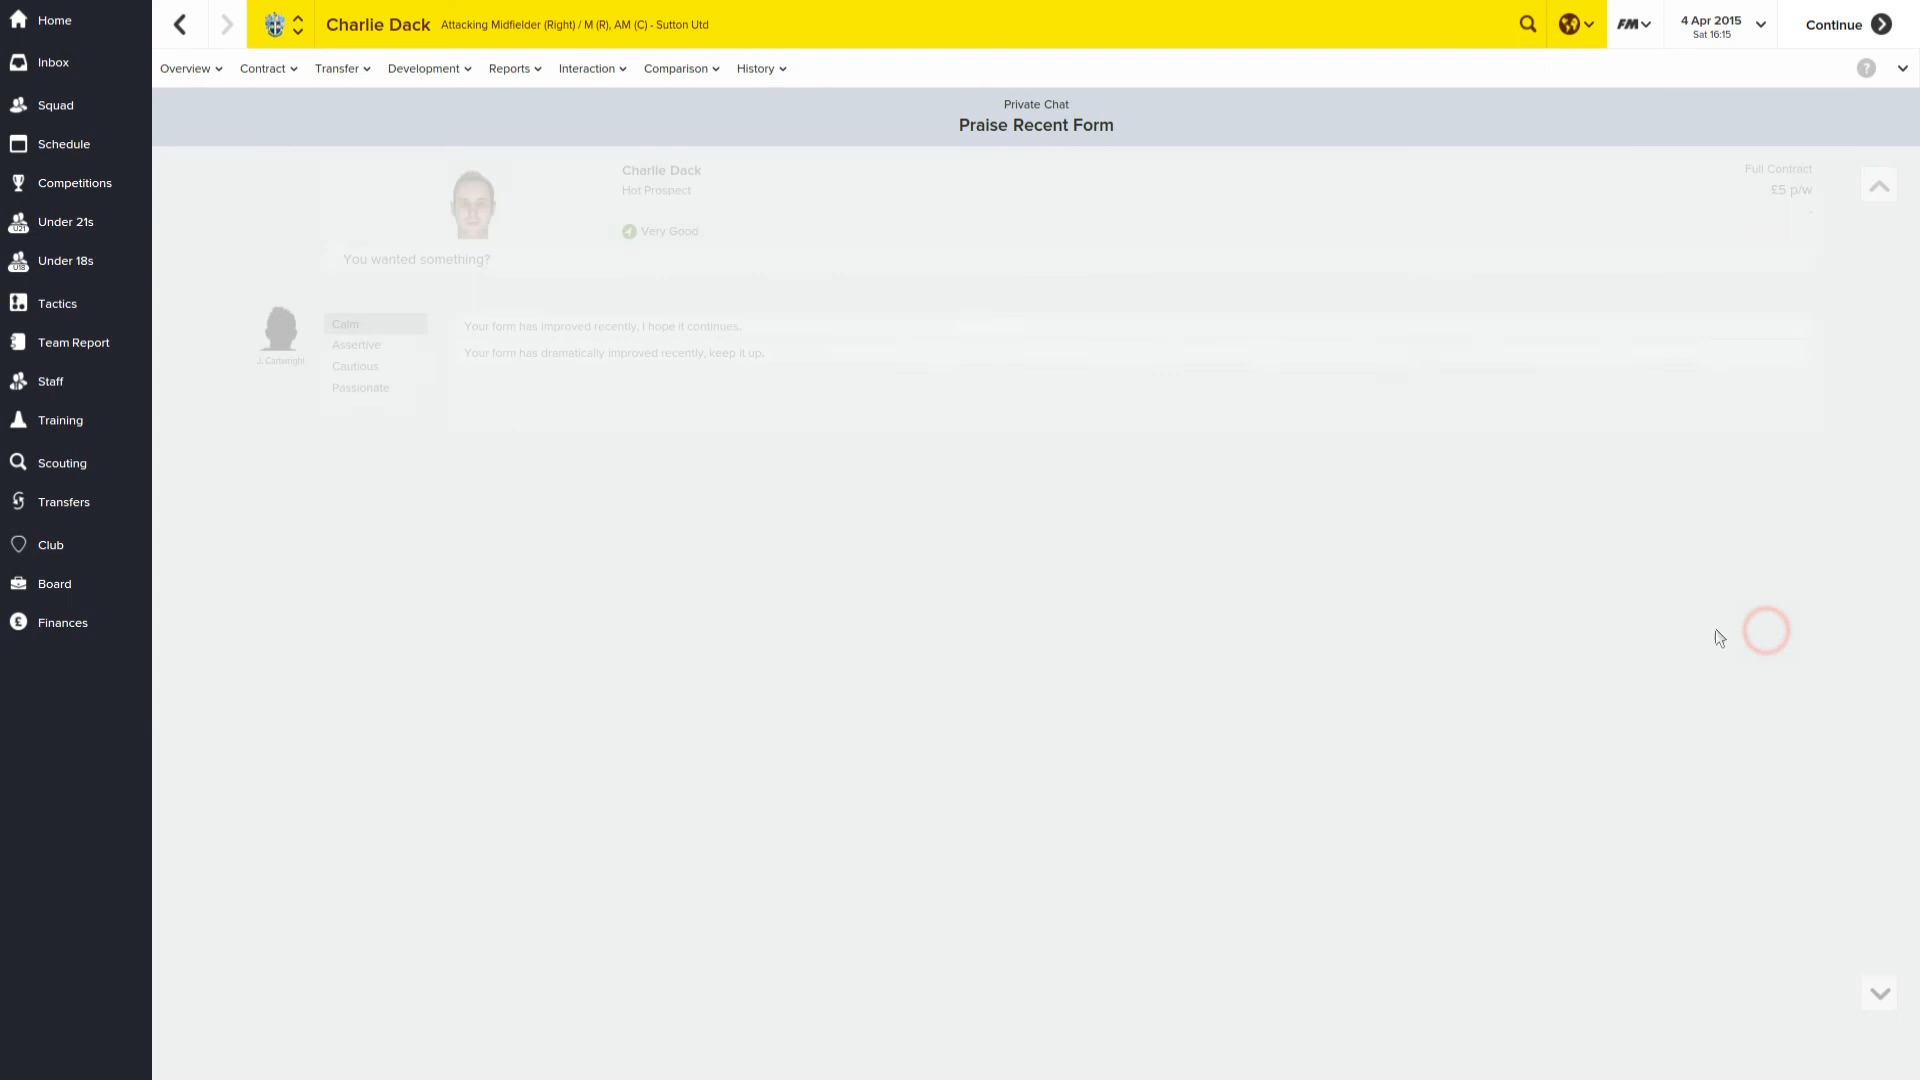 Home
Inbox
Squad
Schedule
Competitions
U21 Under 21s
U18 Under 18s
Tactics
Team Report
Staff
Training
Scouting
Transfers
Club
Board
Finances
Charlie Dack Attacking Midfielder (Right) / M (R), AM (C) - Sutton Utd
FM
4 Apr 2015
Sat 16:15
Continue
Overview Contract Transfer Development Reports Interaction Comparison History ?
Private Chat
Praise Recent Form
Charlie Dack
Hot Prospect
Very Good
Full Contract
£5 p/w
-
You wanted something?
J. Cartwright
Calm
Assertive
Cautious
Passionate
Your form has improved recently, I hope it continues.
Your form has dramatically improved recently, keep it up.